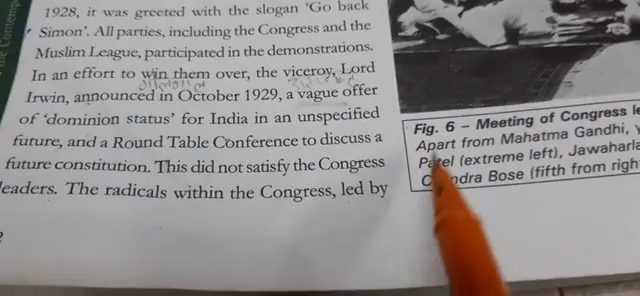 1928, it was greeted with the slogan ‘Go back
Simon’. All parties, including the Congress and the
Muslim League, participated in the demonstrations.
In an effort to win them over, the viceroy, Lord
Irwin, announced in October 1929, a vague offer
of ‘dominion status’ for India in an unspecified
future, and a Round Table Conference to discuss a
future constitution. This did not satisfy the Congress
leaders. The radicals within the Congress, led by
Fig. 6 – Meeting of Congress
Apart from Mahatma Gandhi,
Patel (extreme left),
Bose (fifth from